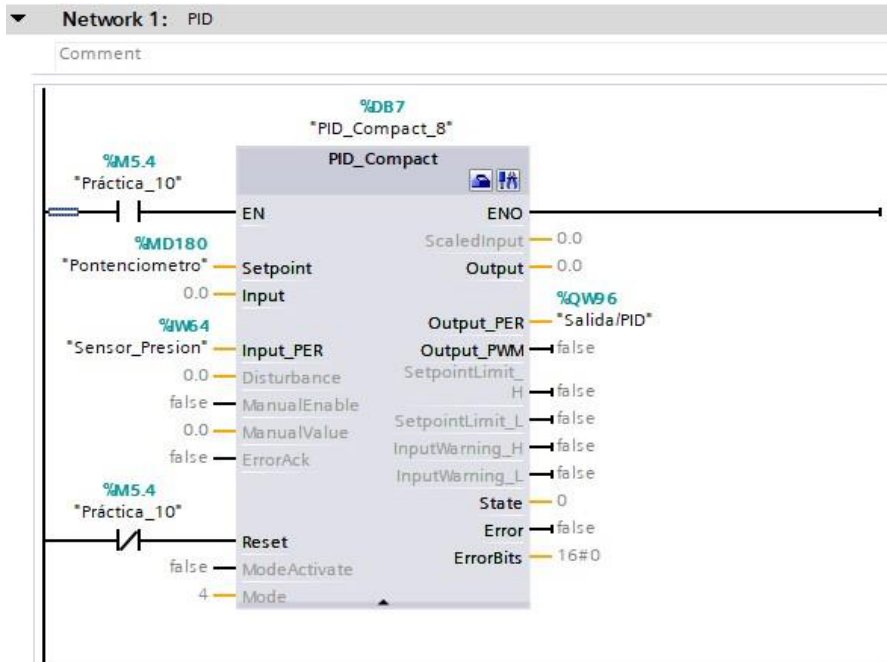 Network 1: PID
Comment
%DB7
"PID_Compact_8"
PID_Compact
%M5.4
"Práctica_10"
EN
ENO
ScaledInput
0.0
%MD180
"Pontenciometro"
Setpoint
Output
0.0
0.0
Input
%QW96
Output_PER
"Salida/PID"
%IW64
"Sensor_Presion"
Input_PER
Output_PWM
false
0.0
Disturbance
SetpointLimit_
H
false
false
ManualEnable
SetpointLimit_L
false
0.0
ManualValue
InputWarning_H
false
false
ErrorAck
InputWarning_L
false
%M5.4
"Práctica_10"
State
0
Error
false
Reset
ErrorBits
16#0
false
ModeActivate
4
Mode